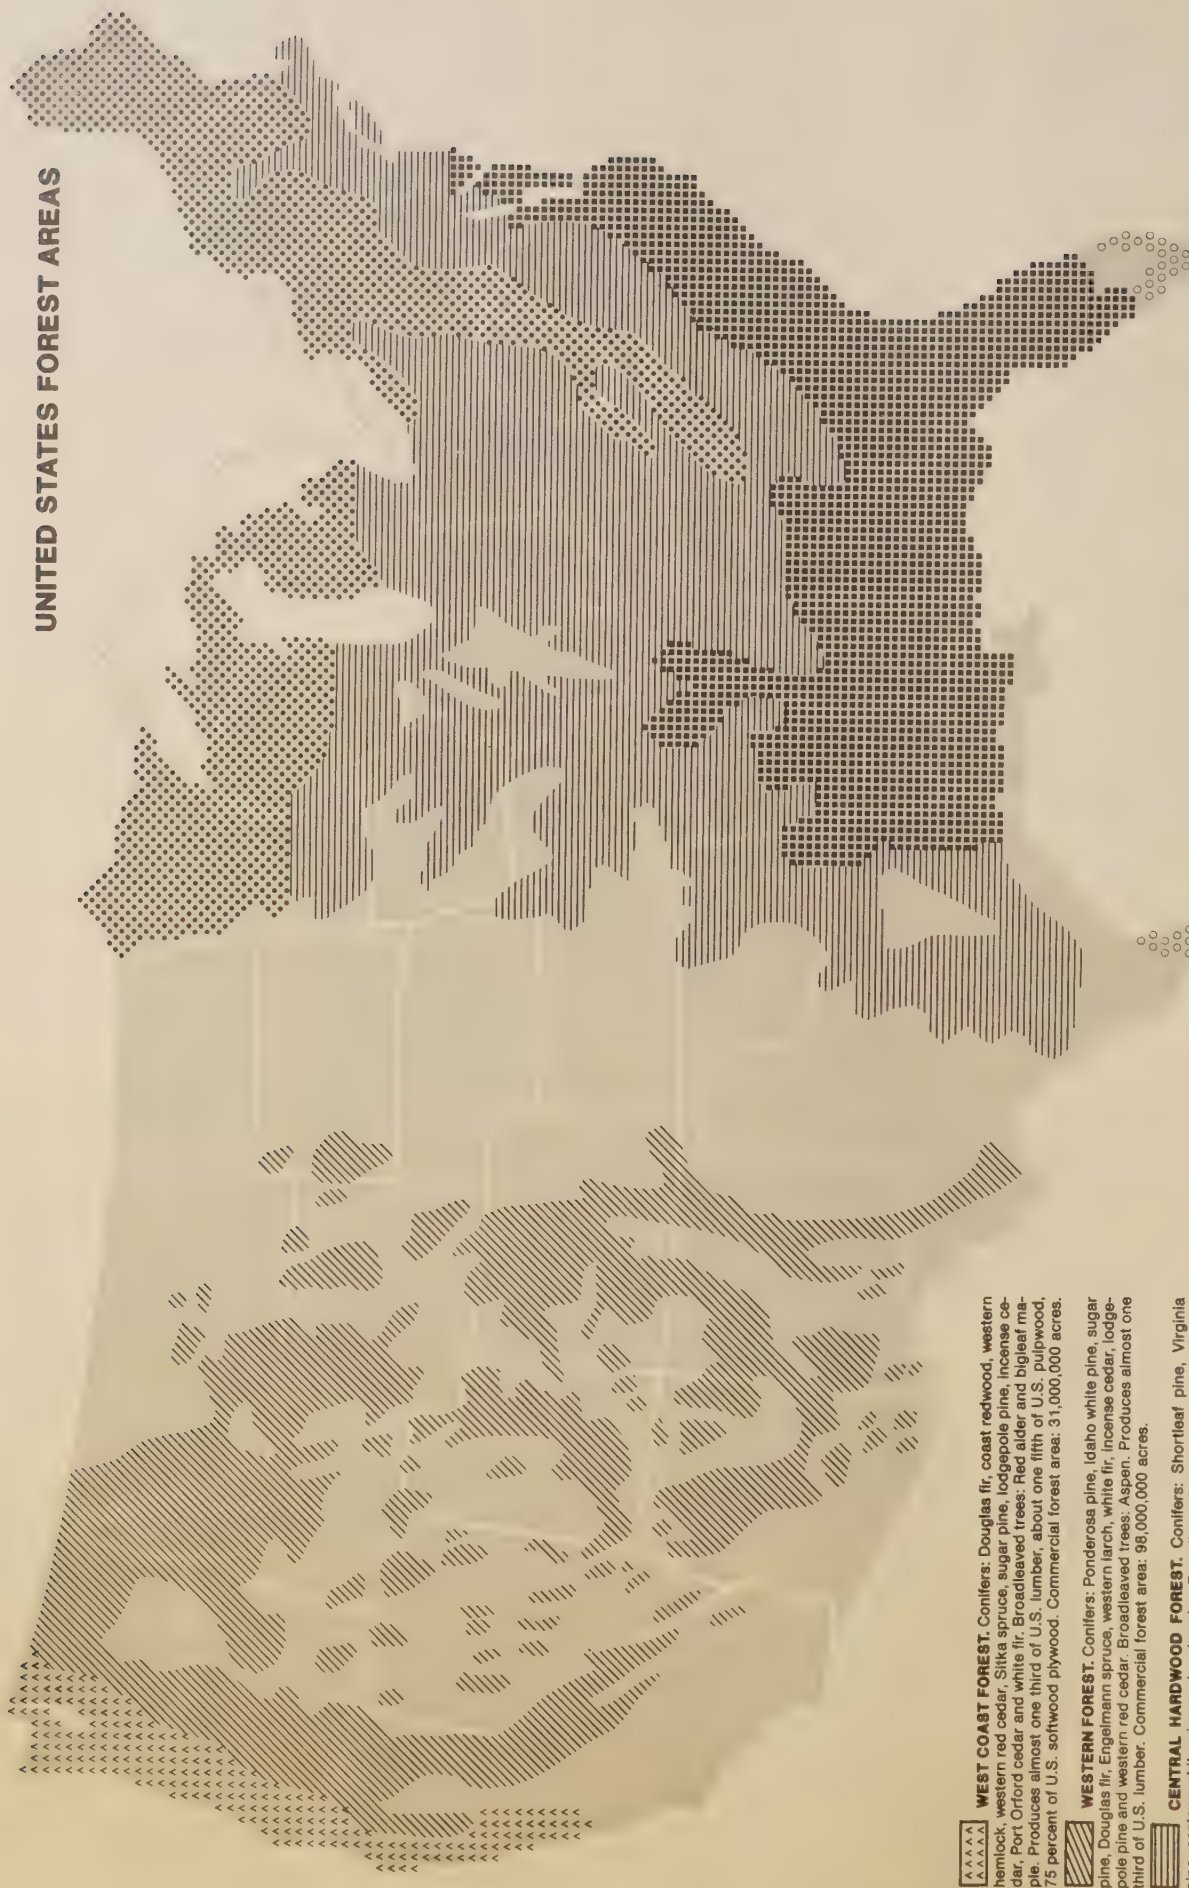 UNITED STATES FOREST AREAS
WEST COAST FOREST. Conifers: Douglas fir, coast redwood, western
hemlock, western red cedar, Sitka spruce, sugar pine, lodgepole pine, incense ce-
dar, Port Orford cedar and white fir. Broadleaved trees: Red alder and bigleaf ma-
ple. Produces almost one third of U.S. lumber, about one fifth of U.S. pulpwood,
75 percent of U.S. softwood plywood. Commercial forest area: 31,000,000 acres.
WESTERN FOREST. Conifers: Ponderosa pine, Idaho white pine, sugar
pine, Douglas fir, Engelmann spruce, western larch, white fir, incense cedar, lodge-
pole pine and western red cedar. Broadleaved trees: Aspen. Produces almost one
third of U.S. lumber. Commercial forest area: 98,000,000 acres.
CENTRAL HARDWOOD FOREST. Conifers: Shortleaf pine, Virginia